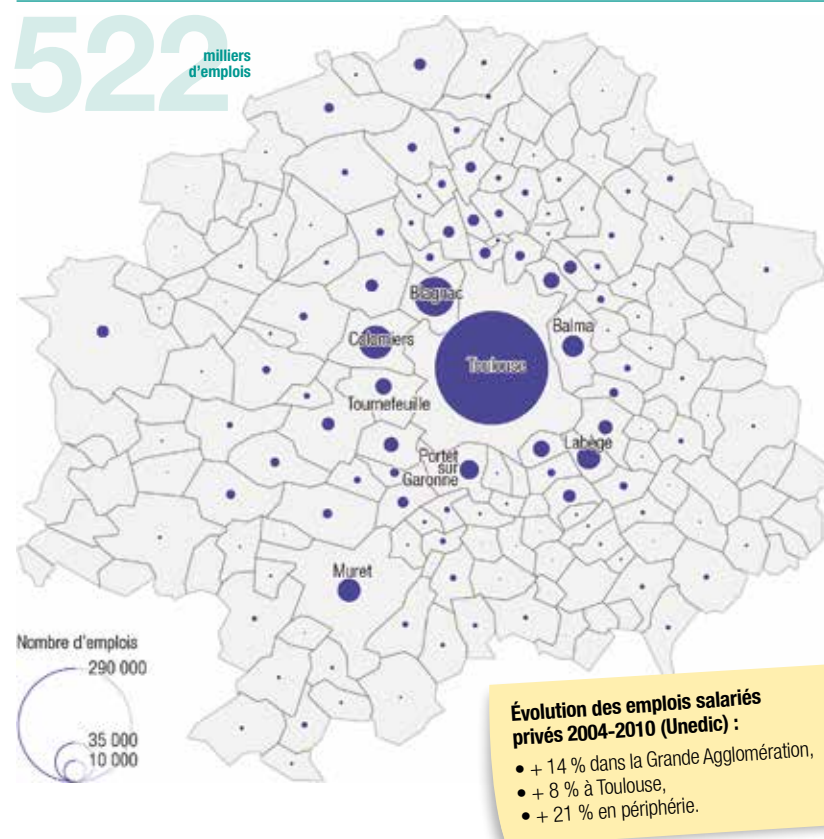 522
milliers
d'emplois
Blagnac
Colomiers
Balma
Toulouse
Tournefeuille
Labège
Portet
sur
Garonne
Muret
Nombre d'emplois
290 000
35 000
10 000
Évolution des emplois salariés
privés 2004-2010 (Unedic) :
• + 14 % dans la Grande Agglomération,
• + 8 % à Toulouse,
• + 21 % en périphérie.